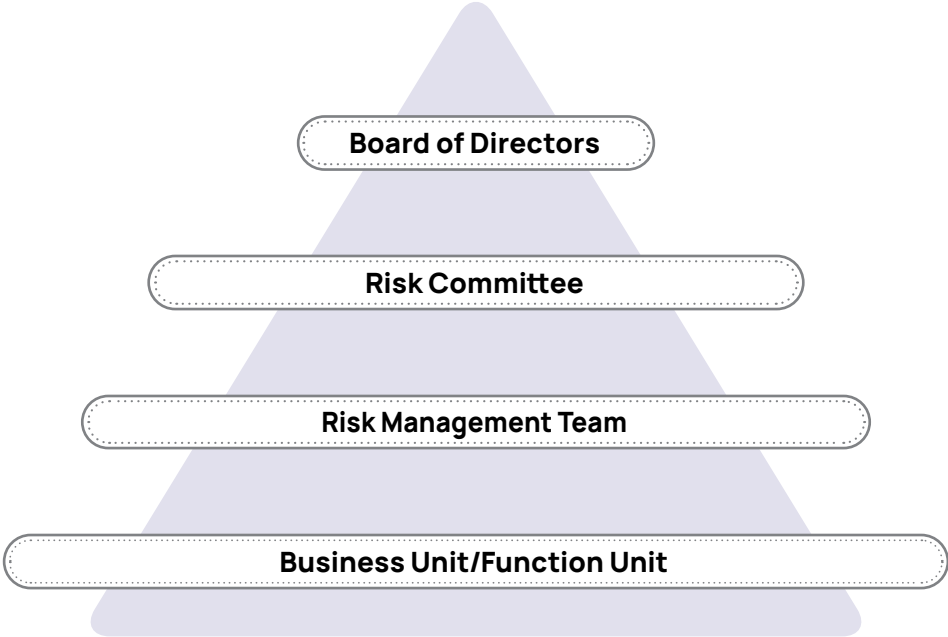 Board of Directors
Risk Committee
Risk Management Team
Business Unit/Function Unit